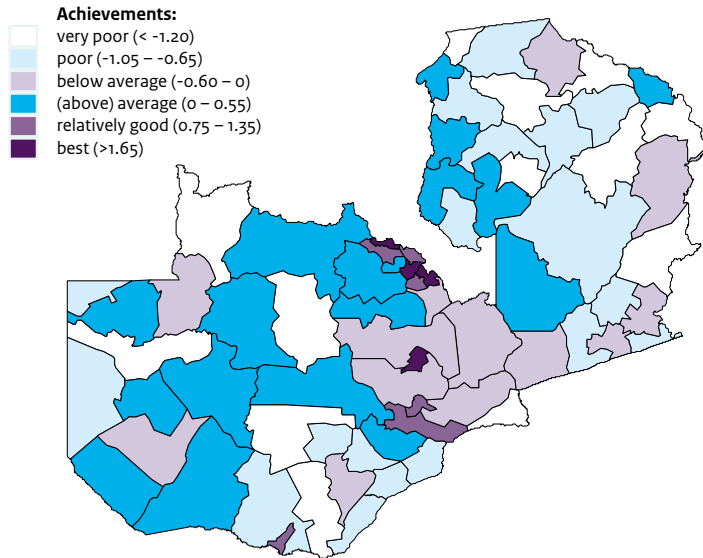 Achievements:
very poor (< -1.20)
poor (-1.05 – -0.65)
below average (-0.60 – 0)
(above) average (0 – 0.55)
relatively good (0.75 – 1.35)
best (>1.65)